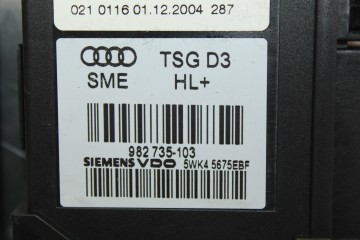 021 0116 01.12.2004 287
TSG D3
SME HL+
982 735-103
SIEMENS VDO 5WK4 5675EBF